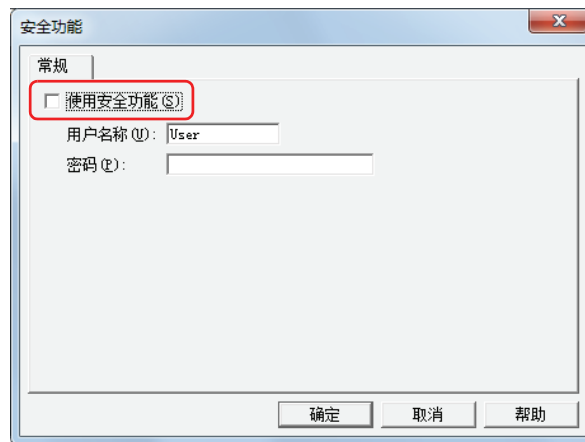 安全功能
常规
使用安全功能(S)
用户名称(U): User
密码(P):
确定 取消 帮助